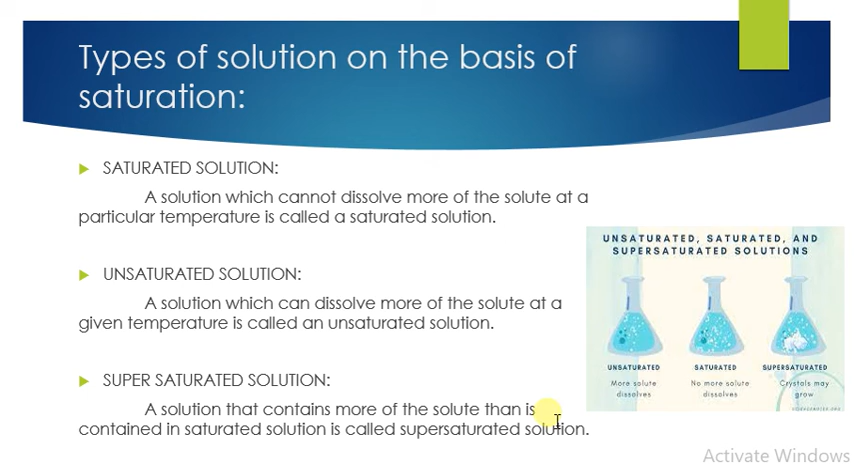 Types of solution on the basis of
saturation:
SATURATED SOLUTION:
A solution which cannot dissolve more of the solute at a
particular temperature is called a saturated solution.
UNSATURATED SOLUTION:
A solution which can dissolve more of the solute at a
given temperature is called an unsaturated solution.
SUPER SATURATED SOLUTION:
A solution that contains more of the solute than is
contained in saturated solution is called supersaturated solution.
UNSATURATED, SATURATED, AND
SUPERSATURATED SOLUTIONS
UNSATURATED SATURATED SUPERSATURATED
More solute No more solute Crystals may
dissolves dissolves grow
Activate Windows